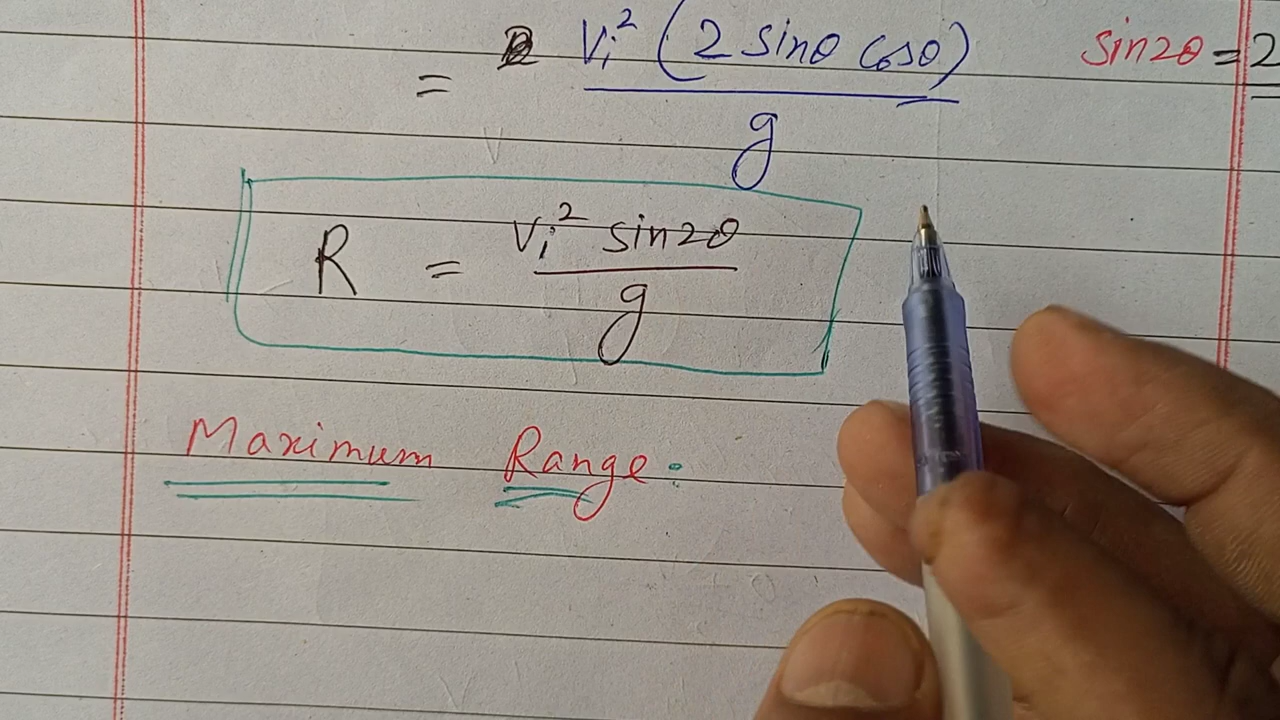 = vᵢ² (2 sinθ cosθ) / g sin2θ = 2
R = vᵢ² sin2θ / g
Maximum Range: